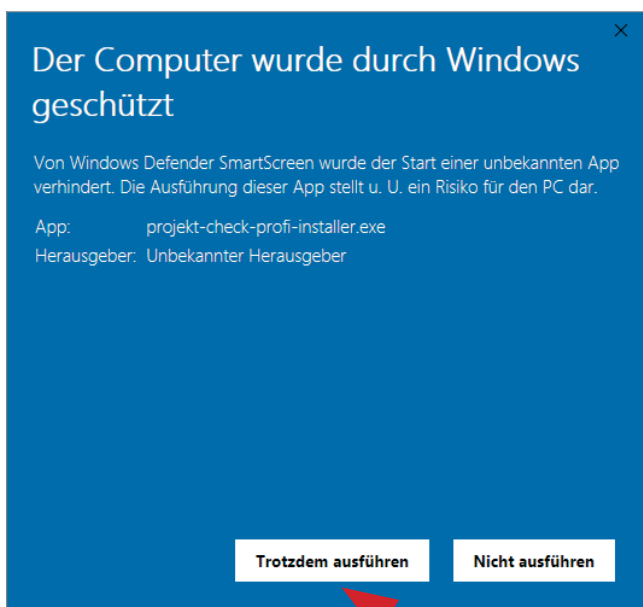 Der Computer wurde durch Windows
geschützt
Von Windows Defender SmartScreen wurde der Start einer unbekannten App
verhindert. Die Ausführung dieser App stellt u. U. ein Risiko für den PC dar.
App: projekt-check-profi-installer.exe
Herausgeber: Unbekannter Herausgeber
Trotzdem ausführen Nicht ausführen